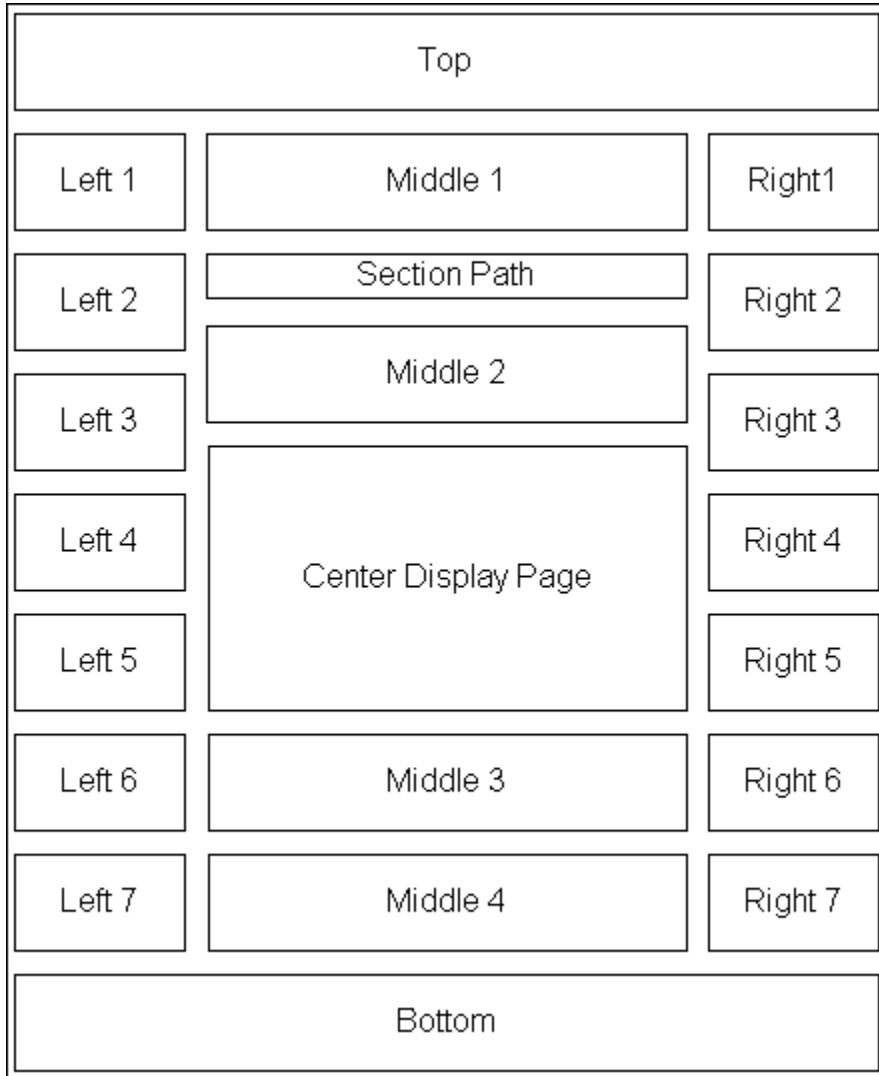 Top
Left 1
Middle 1
Right1
Left 2
Section Path
Right 2
Middle 2
Left 3
Right 3
Left 4
Center Display Page
Right 4
Left 5
Right 5
Left 6
Middle 3
Right 6
Left 7
Middle 4
Right 7
Bottom